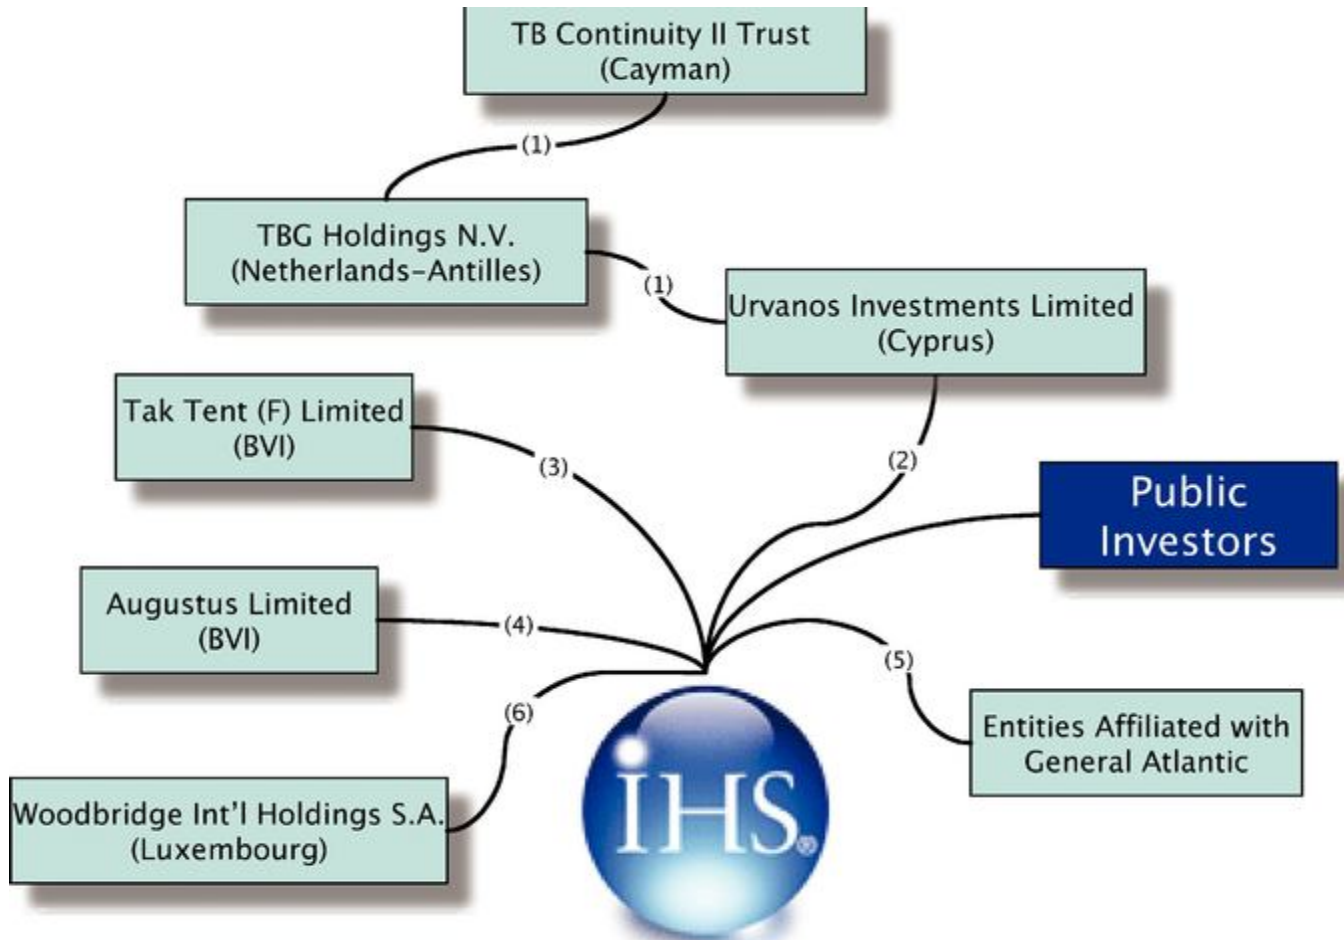 TB Continuity II Trust
(Cayman)
(1)
TBG Holdings N.V.
(Netherlands-Antilles)
(1)
Urvanos Investments Limited
(Cyprus)
Tak Tent (F) Limited
(BVI)
(3)
(2)
Public
Investors
Augustus Limited
(BVI)
(4)
(5)
(6)
Entities Affiliated with
General Atlantic
Woodbridge Int'l Holdings S.A.
(Luxembourg)
IHS®